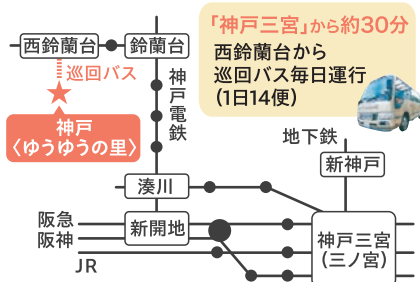 「神戸三宮」から約30分
西鈴蘭台から
巡回バス毎日運行
（1日14便）
西鈴蘭台
鈴蘭台
巡回バス
神戸電鉄
神戸
〈ゆうゆうの里〉
地下鉄
新神戸
湊川
阪急
阪神
新開地
神戸三宮
（三ノ宮）
JR